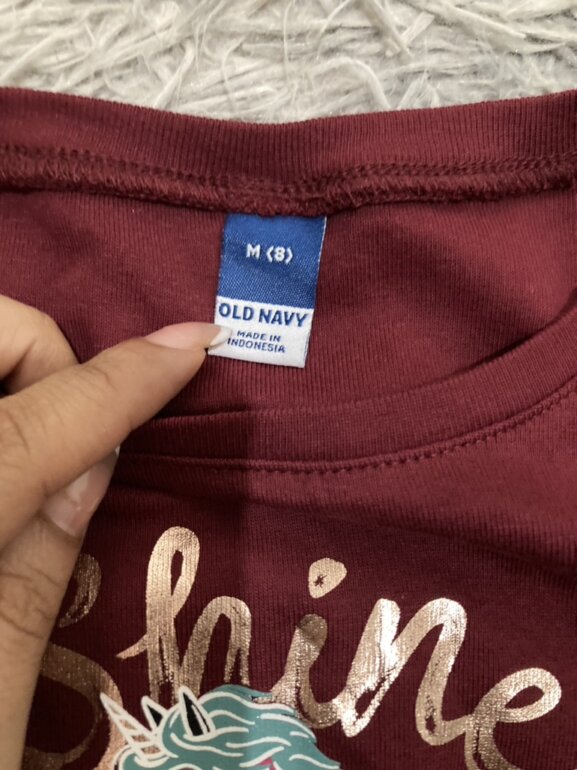 M (8)
OLD NAVY
MADE IN
INDONESIA
Shine